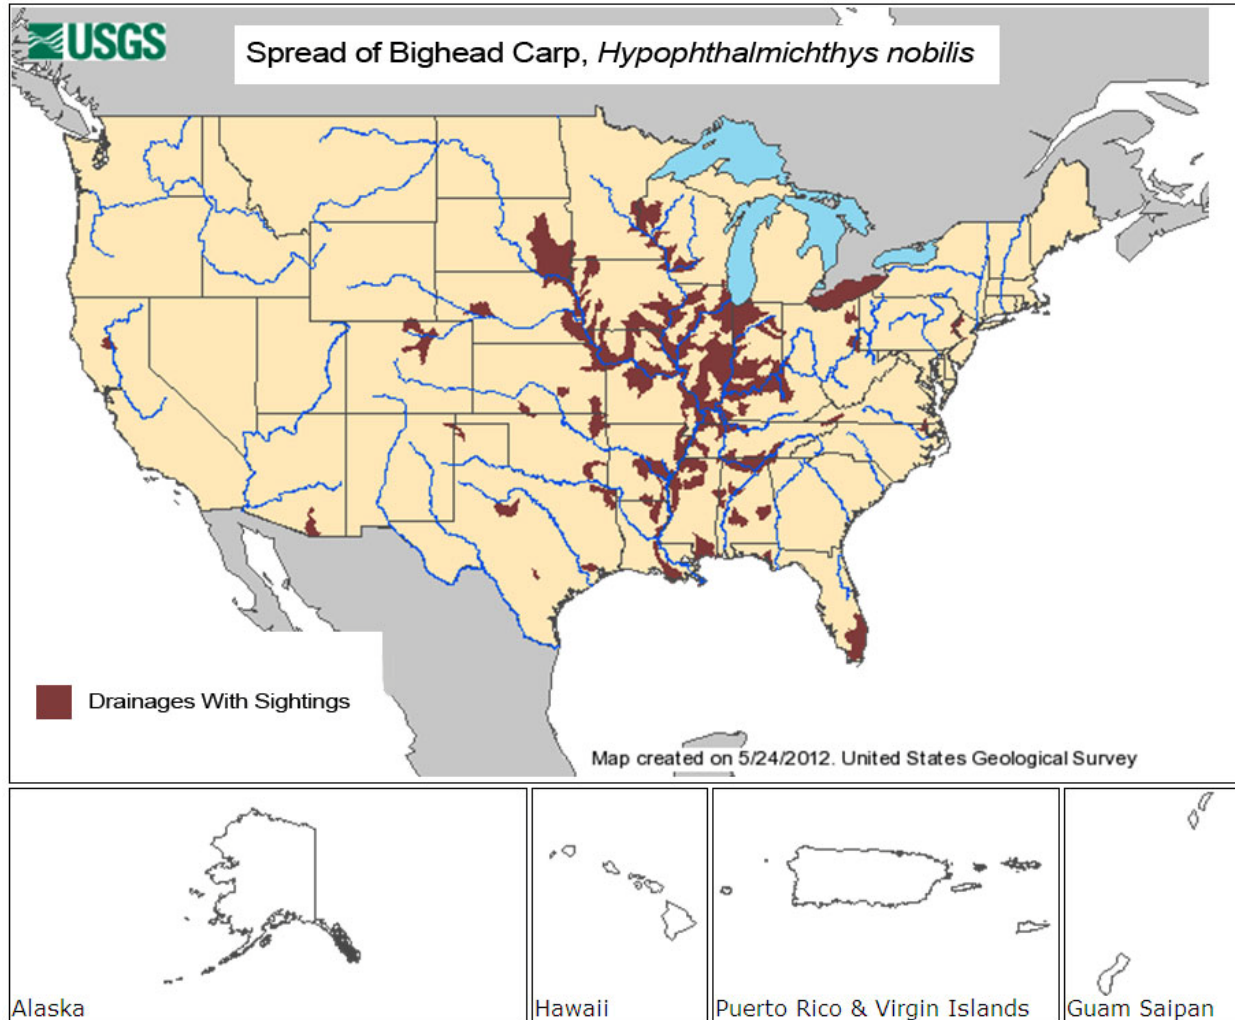 USGS
Spread of Bighead Carp, Hypophthalmichthys nobilis
Drainages With Sightings
Map created on 5/24/2012. United States Geological Survey
Alaska
Hawaii
Puerto Rico & Virgin Islands
Guam Saipan